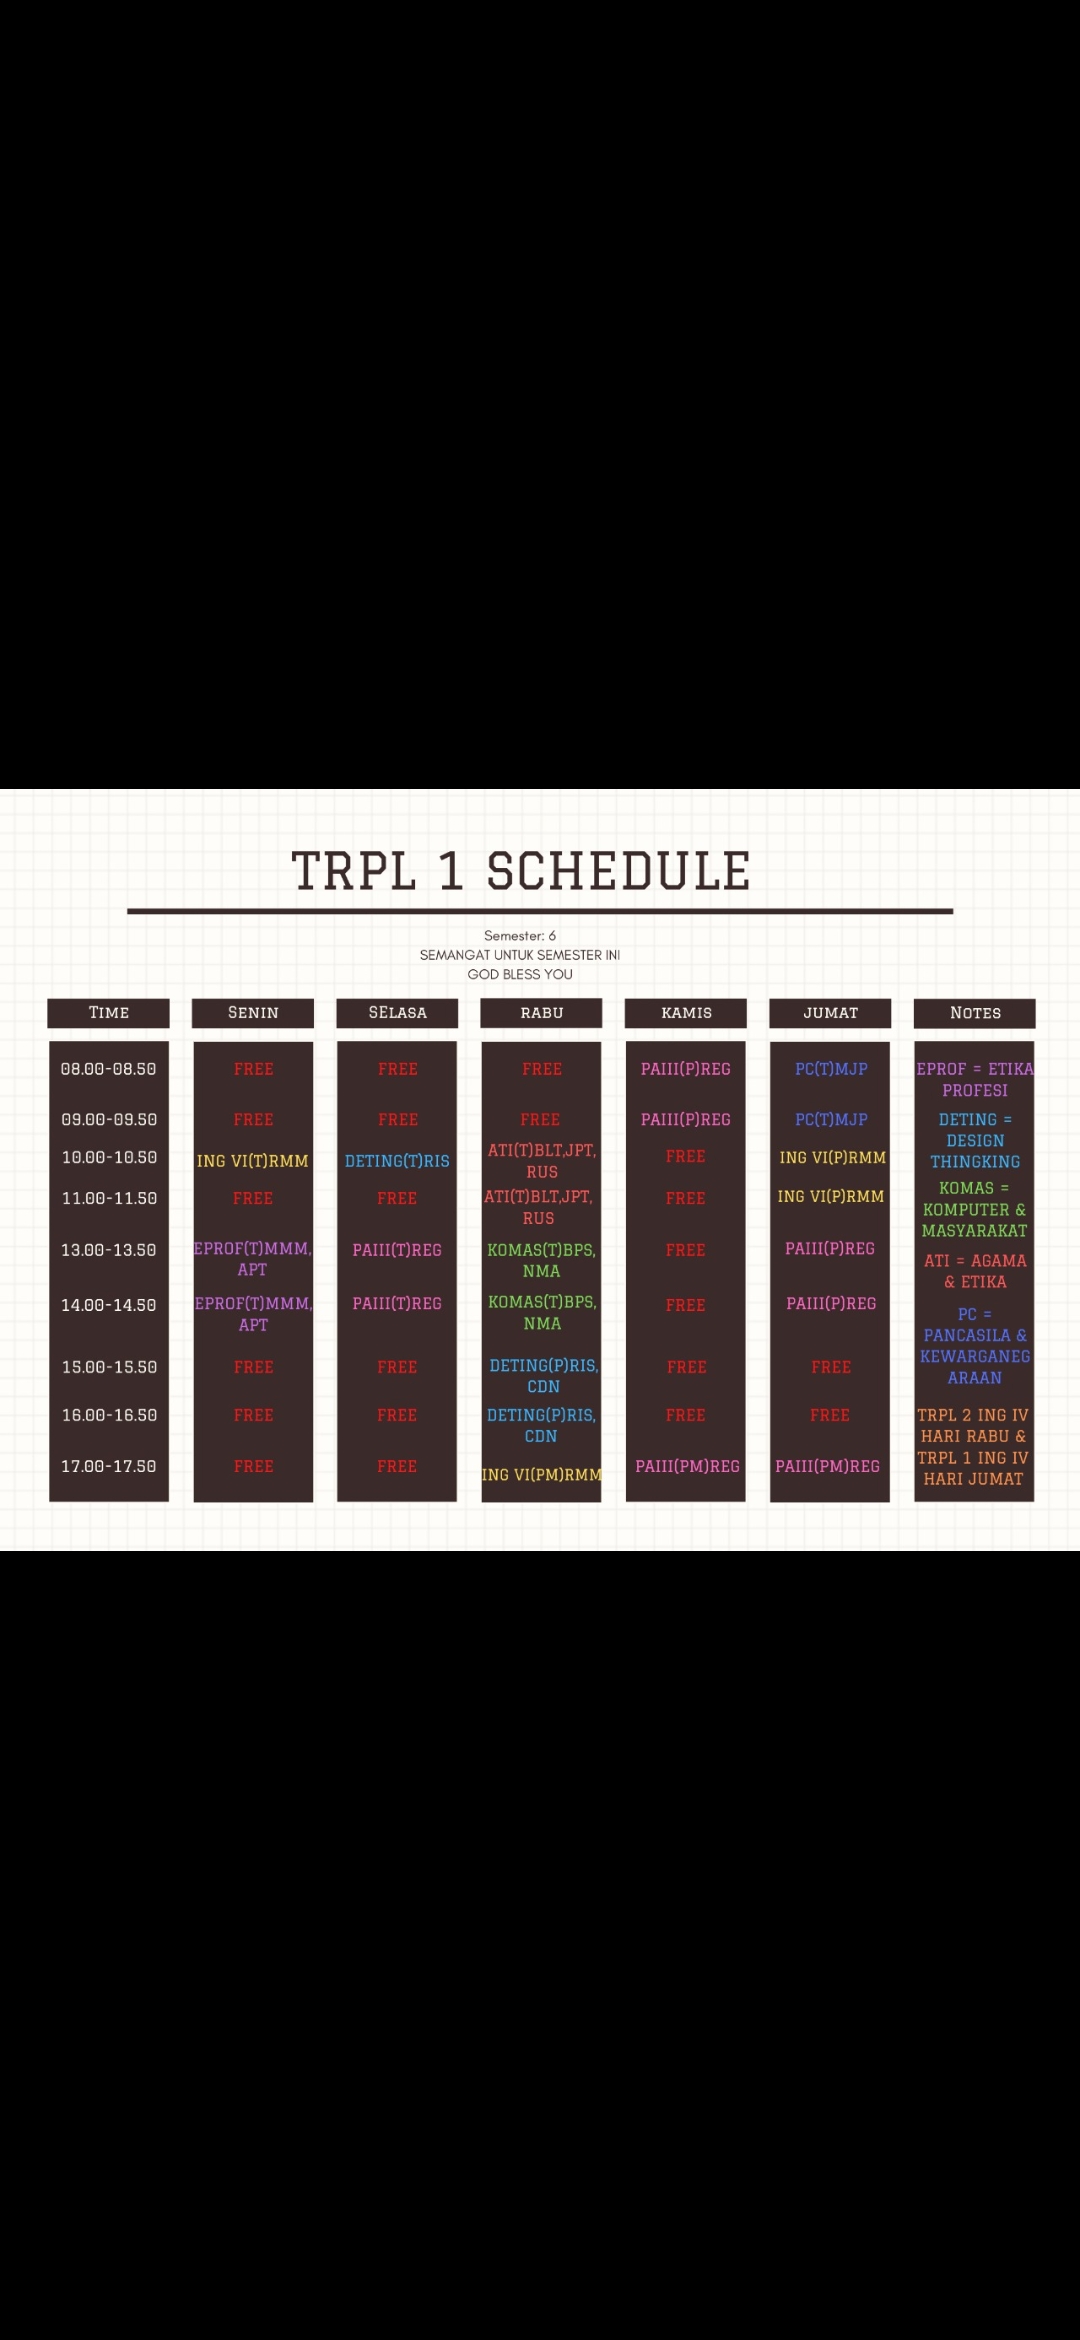 TRPL 1 SCHEDULE
Semester: 6
SEMANGAT UNTUK SEMESTER INI
GOD BLESS YOU
TIME SENIN SELASA RABU KAMIS JUMAT NOTES
08.00-08.50 FREE FREE FREE PAIII(P)REG PC(T)MJP
09.00-09.50 FREE FREE FREE PAIII(P)REG PC(T)MJP
10.00-10.50 ING VI(T)RMM DETING(T)RIS ATI(T)BLT,JPT, FREE ING VI(P)RMM
RUS
11.00-11.50 FREE FREE ATI(T)BLT,JPT, FREE ING VI(P)RMM
RUS
13.00-13.50 EPROF(T)MMM, PAIII(T)REG KOMAS(T)BPS, FREE PAIII(P)REG
APT NMA
14.00-14.50 EPROF(T)MMM, PAIII(T)REG KOMAS(T)BPS, FREE PAIII(P)REG
APT NMA
15.00-15.50 FREE FREE DETING(P)RIS, FREE FREE
CDN
16.00-16.50 FREE FREE DETING(P)RIS, FREE FREE
CDN
17.00-17.50 FREE FREE ING VI(PM)RMM PAIII(PM)REG PAIII(PM)REG
EPROF = ETIKA
PROFESI
DETING =
DESIGN
THINGKING
KOMAS =
KOMPUTER &
MASYARAKAT
ATI = AGAMA
& ETIKA
PC =
PANCASILA &
KEWARGANEG
ARAAN
TRPL 2 ING IV
HARI RABU &
TRPL 1 ING IV
HARI JUMAT